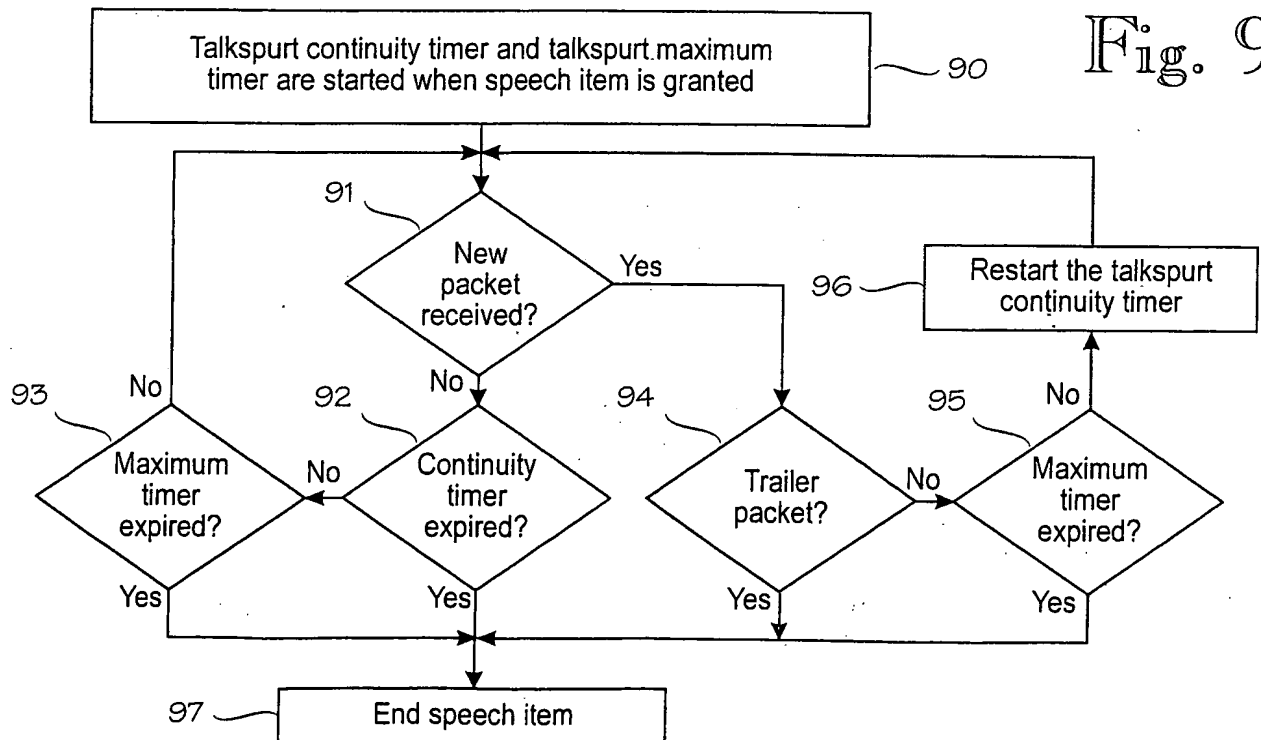 Fig. 9
Talkspurt continuity timer and talkspurt maximum
timer are started when speech item is granted
90
91
New
packet
received?
Yes
No
96
Restart the talkspurt
continuity timer
93
No
Maximum
timer
expired?
Yes
92
No
Continuity
timer
expired?
Yes
94
Trailer
packet?
No
Yes
95
No
Maximum
timer
expired?
Yes
97
End speech item